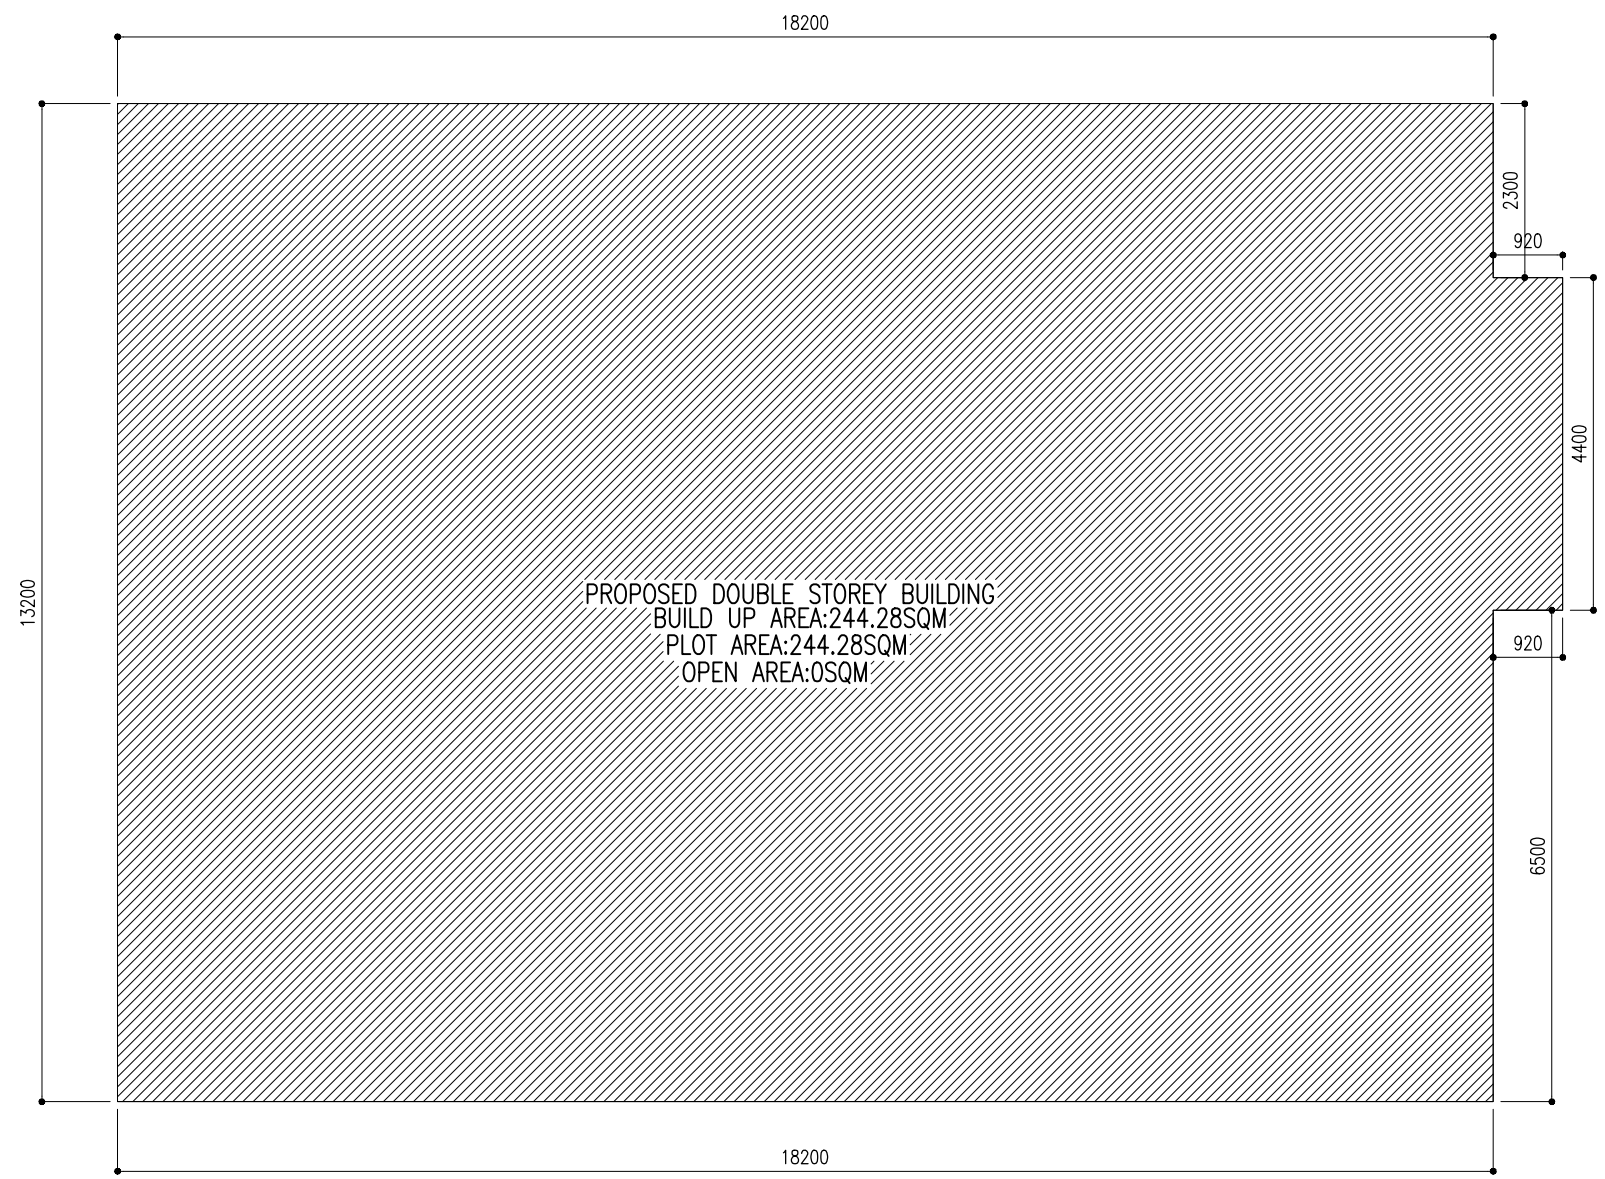 18200
2300
920
4400
13200
PROPOSED DOUBLE STOREY BUILDING
BUILD UP AREA:244.28SQM
PLOT AREA:244.28SQM
OPEN AREA:0SQM
920
6500
18200